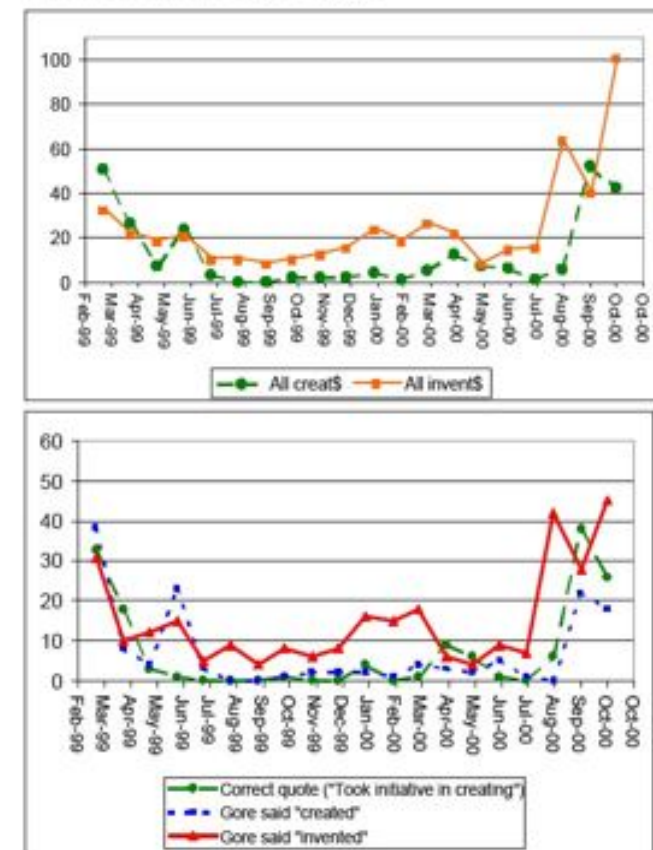 100
80
60
40
20
0
Feb-99 Mar-99 Apr-99 May-99 Jun-99 Jul-99 Aug-99 Sep-99 Oct-99 Nov-99 Dec-99 Jan-00 Feb-00 Mar-00 Apr-00 May-00 Jun-00 Jul-00 Aug-00 Sep-00 Oct-00 Oct-00
All creat$ All invent$
60
50
40
30
20
10
0
Feb-99 Mar-99 Apr-99 May-99 Jun-99 Jul-99 Aug-99 Sep-99 Oct-99 Nov-99 Dec-99 Jan-00 Feb-00 Mar-00 Apr-00 May-00 Jun-00 Jul-00 Aug-00 Sep-00 Oct-00 Oct-00
Correct quote ("Took initiative in creating")
Gore said "created"
Gore said "invented"